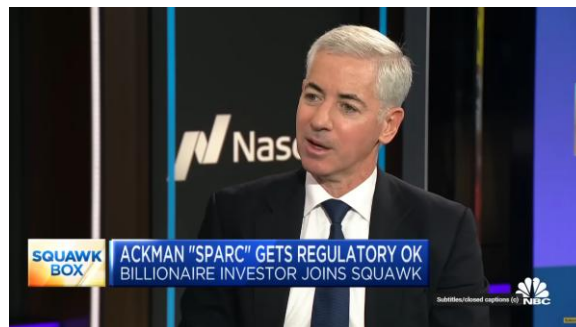 Nas
SQUAWK
BOX
ACKMAN "SPARC" GETS REGULATORY OK
BILLIONAIRE INVESTOR JOINS SQUAWK
Subtitles/closed captions (c)
NBC